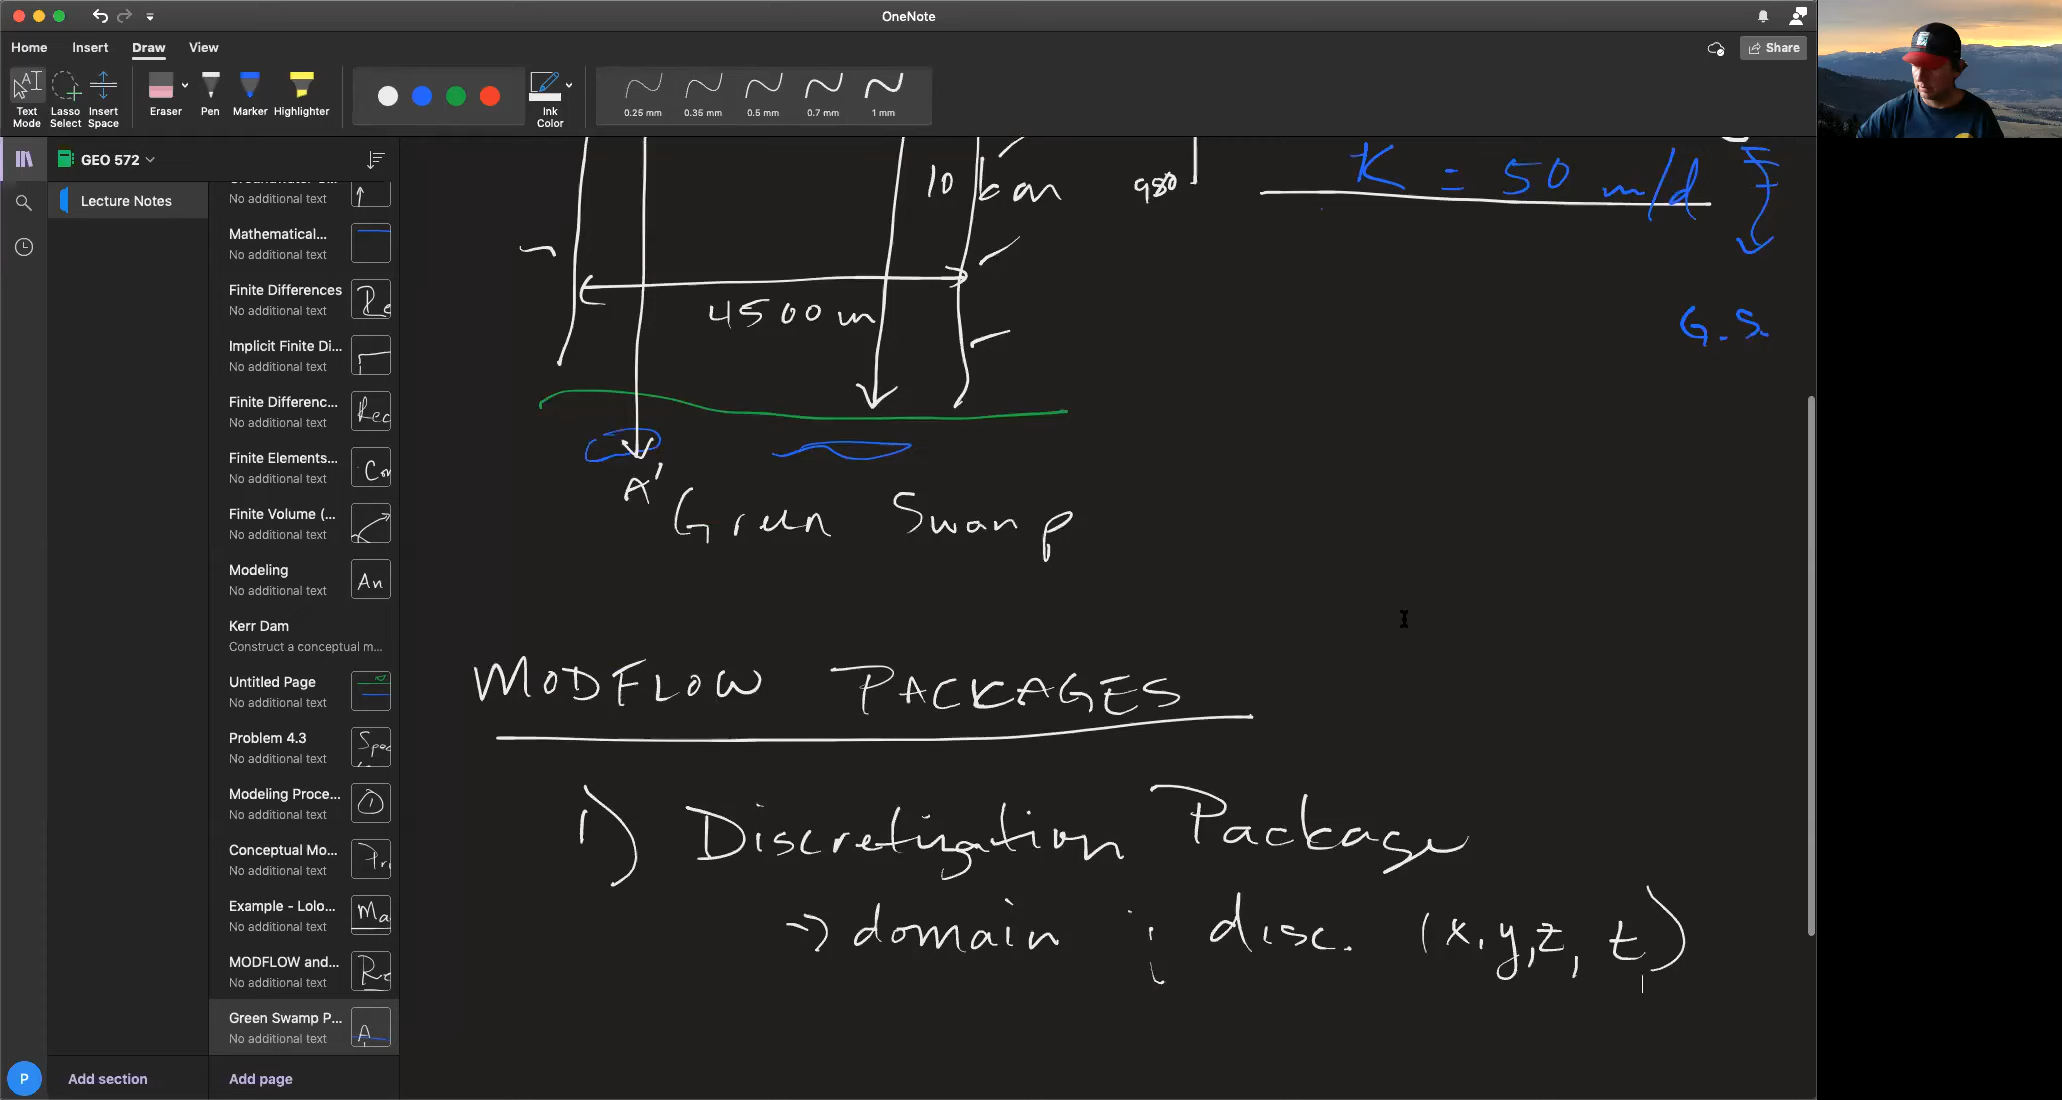 OneNote
Home Insert Draw View
Share
Text Mode
Lasso Select
Insert Space
Eraser
Pen
Marker
Highlighter
Ink Color
0.25 mm 0.35 mm 0.5 mm 0.7 mm 1 mm
GEO 572
Lecture Notes
No additional text
Mathematical...
No additional text
Finite Differences
No additional text
Implicit Finite Di...
No additional text
Finite Differenc...
No additional text
Finite Elements...
No additional text
Finite Volume (...
No additional text
Modeling
No additional text
Kerr Dam
Construct a conceptual m...
Untitled Page
No additional text
Problem 4.3
No additional text
Modeling Proce...
No additional text
Conceptual Mo...
No additional text
Example - Lolo...
No additional text
MODFLOW and...
No additional text
Green Swamp P...
No additional text
P
Add section
Add page
10 km
980
K = 50 m/d
4500 m
G.S.
A'
Green Swamp
MODFLOW PACKAGES
1) Discretization Package
→ domain ; disc. (x, y, z, t)